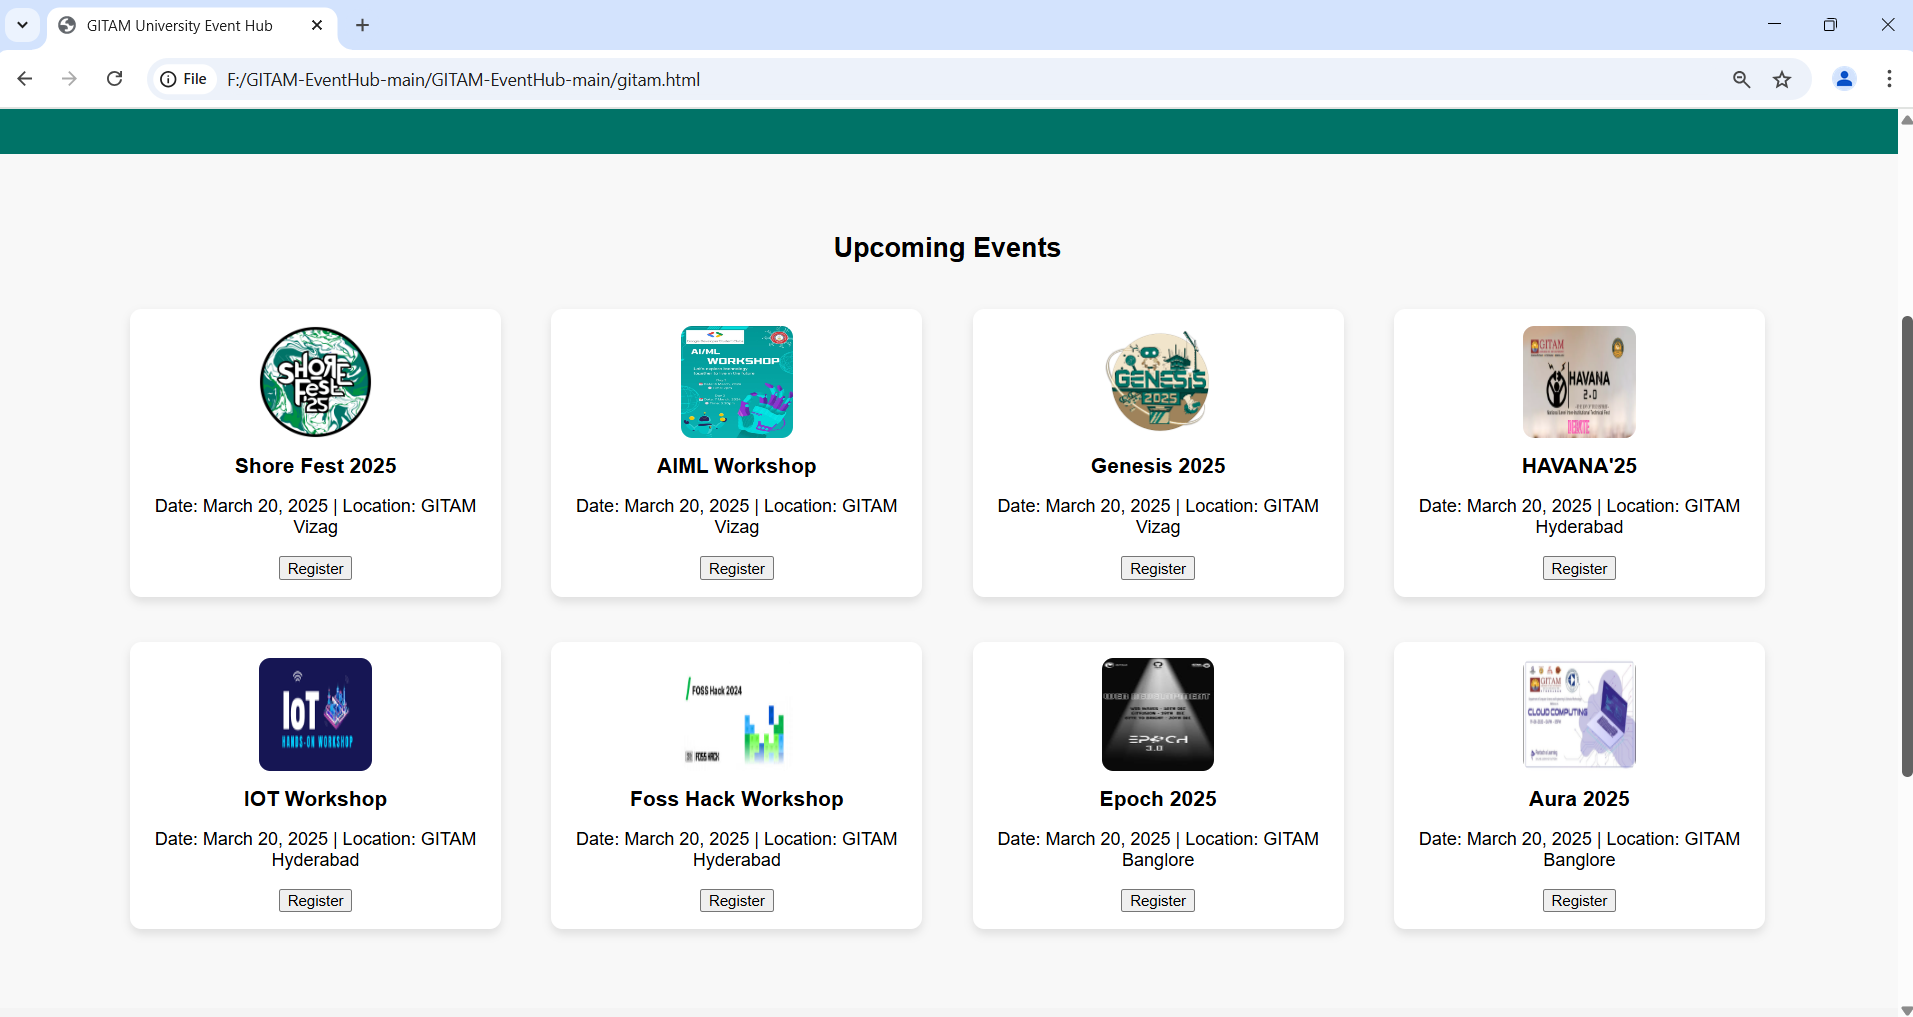 GITAM University Event Hub
File
F:/GITAM-EventHub-main/GITAM-EventHub-main/gitam.html
Upcoming Events
SHORE
FEST
'25
Shore Fest 2025
Date: March 20, 2025 | Location: GITAM
Vizag
Register
AI/ML
WORKSHOP
AIML Workshop
Date: March 20, 2025 | Location: GITAM
Vizag
Register
GENESIS
2025
Genesis 2025
Date: March 20, 2025 | Location: GITAM
Vizag
Register
GITAM
HAVANA
2.0
DEBATE
HAVANA'25
Date: March 20, 2025 | Location: GITAM
Hyderabad
Register
IoT
HANDS-ON WORKSHOP
IOT Workshop
Date: March 20, 2025 | Location: GITAM
Hyderabad
Register
FOSS Hack 2024
FOSS HACK
Foss Hack Workshop
Date: March 20, 2025 | Location: GITAM
Hyderabad
Register
WEB DEVELOPMENT
EPOCH
3.0
Epoch 2025
Date: March 20, 2025 | Location: GITAM
Banglore
Register
GITAM
CLOUD COMPUTING
Aura 2025
Date: March 20, 2025 | Location: GITAM
Banglore
Register